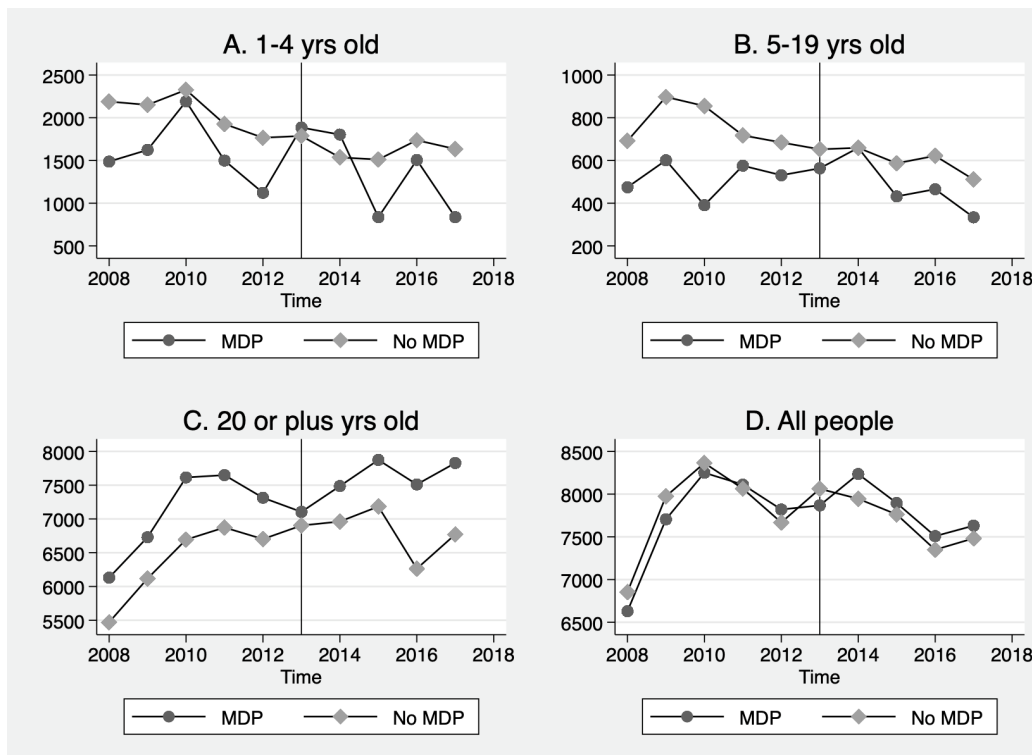 A. 1-4 yrs old
2500
2000
1500
1000
500
2008 2010 2012 2014 2016 2018
Time
MDP No MDP
B. 5-19 yrs old
1000
800
600
400
200
2008 2010 2012 2014 2016 2018
Time
MDP No MDP
C. 20 or plus yrs old
8000
7500
7000
6500
6000
5500
2008 2010 2012 2014 2016 2018
Time
MDP No MDP
D. All people
8500
8000
7500
7000
6500
2008 2010 2012 2014 2016 2018
Time
MDP No MDP